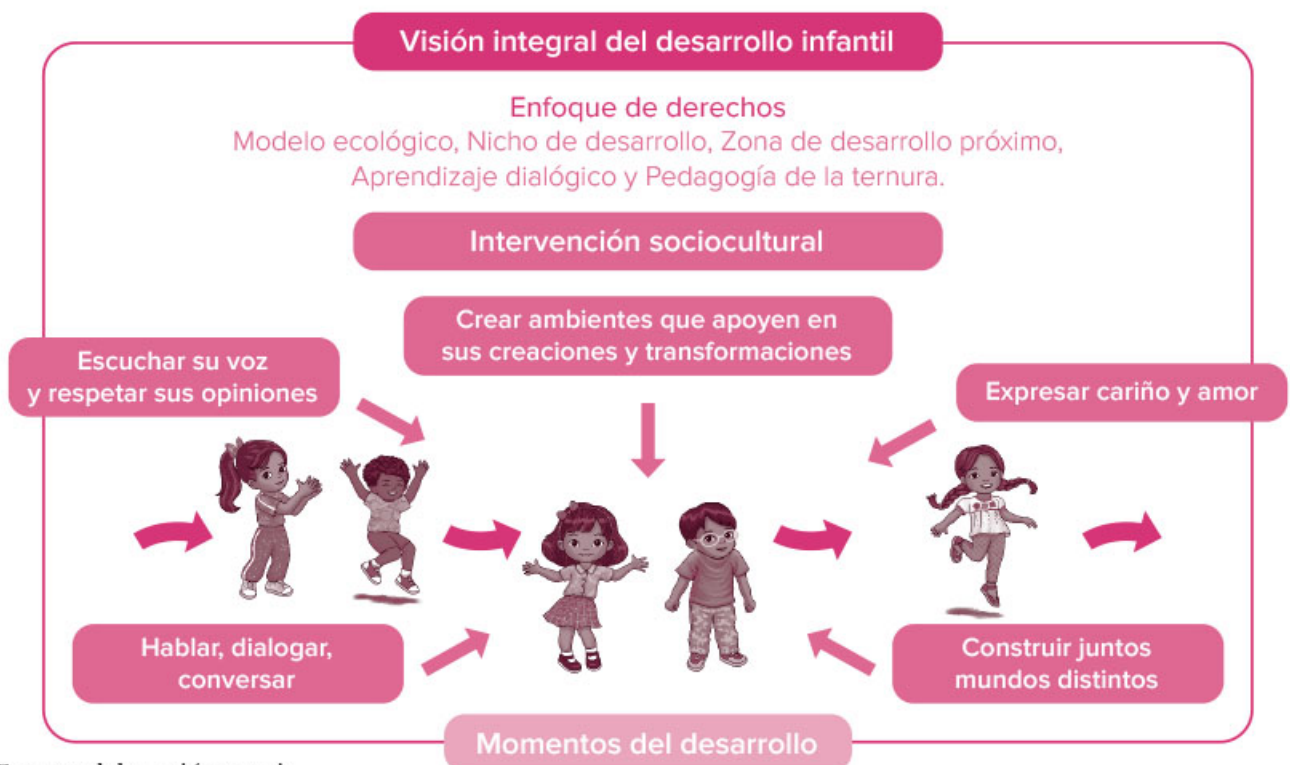 Visión integral del desarrollo infantil
Enfoque de derechos
Modelo ecológico, Nicho de desarrollo, Zona de desarrollo próximo,
Aprendizaje dialógico y Pedagogía de la ternura.
Intervención sociocultural
Crear ambientes que apoyen en
sus creaciones y transformaciones
Escuchar su voz
y respetar sus opiniones
Expresar cariño y amor
Hablar, dialogar,
conversar
Construir juntos
mundos distintos
Momentos del desarrollo